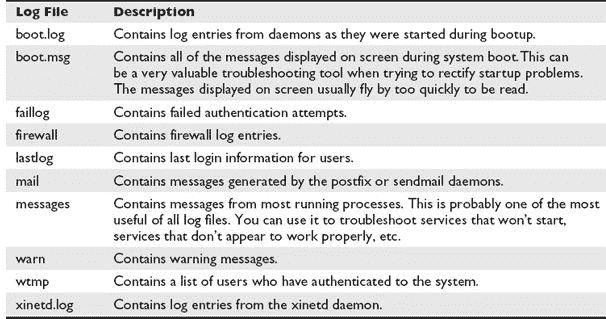 Log File Description
boot.log Contains log entries from daemons as they were started during bootup.
boot.msg Contains all of the messages displayed on screen during system boot. This can
be a very valuable troubleshooting tool when trying to rectify startup problems.
The messages displayed on screen usually fly by too quickly to be read.
faillog Contains failed authentication attempts.
firewall Contains firewall log entries.
lastlog Contains last login information for users.
mail Contains messages generated by the postfix or sendmail daemons.
messages Contains messages from most running processes. This is probably one of the most
useful of all log files. You can use it to troubleshoot services that won't start,
services that don't appear to work properly, etc.
warn Contains warning messages.
wtmp Contains a list of users who have authenticated to the system.
xinetd.log Contains log entries from the xinetd daemon.